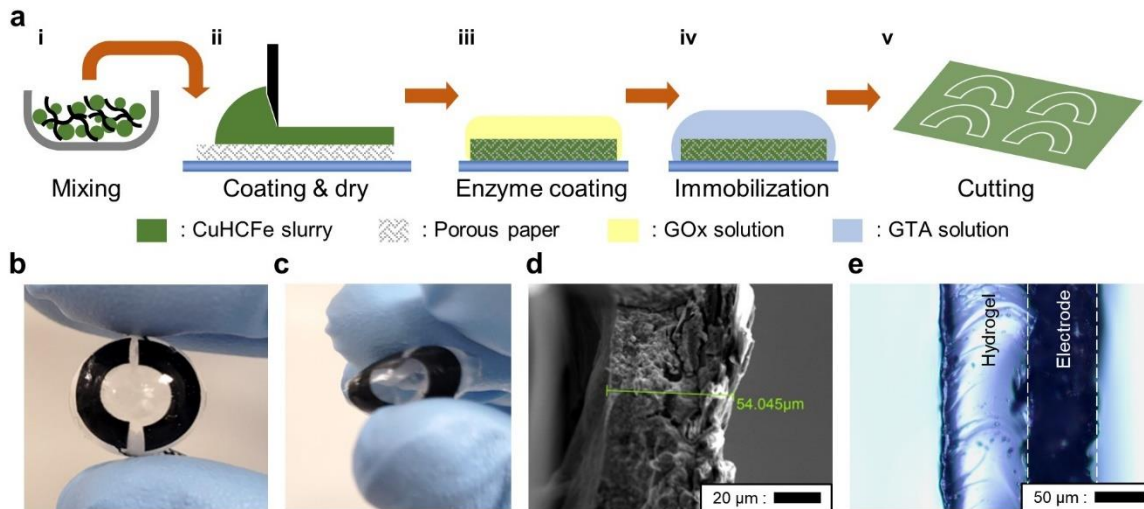 a
i
ii
iii
iv
v
Mixing
Coating & dry
Enzyme coating
Immobilization
Cutting
: CuHCFe slurry
: Porous paper
: GOx solution
: GTA solution
b
c
d
e
54.045μm
20 μm :
Hydrogel
Electrode
50 μm :